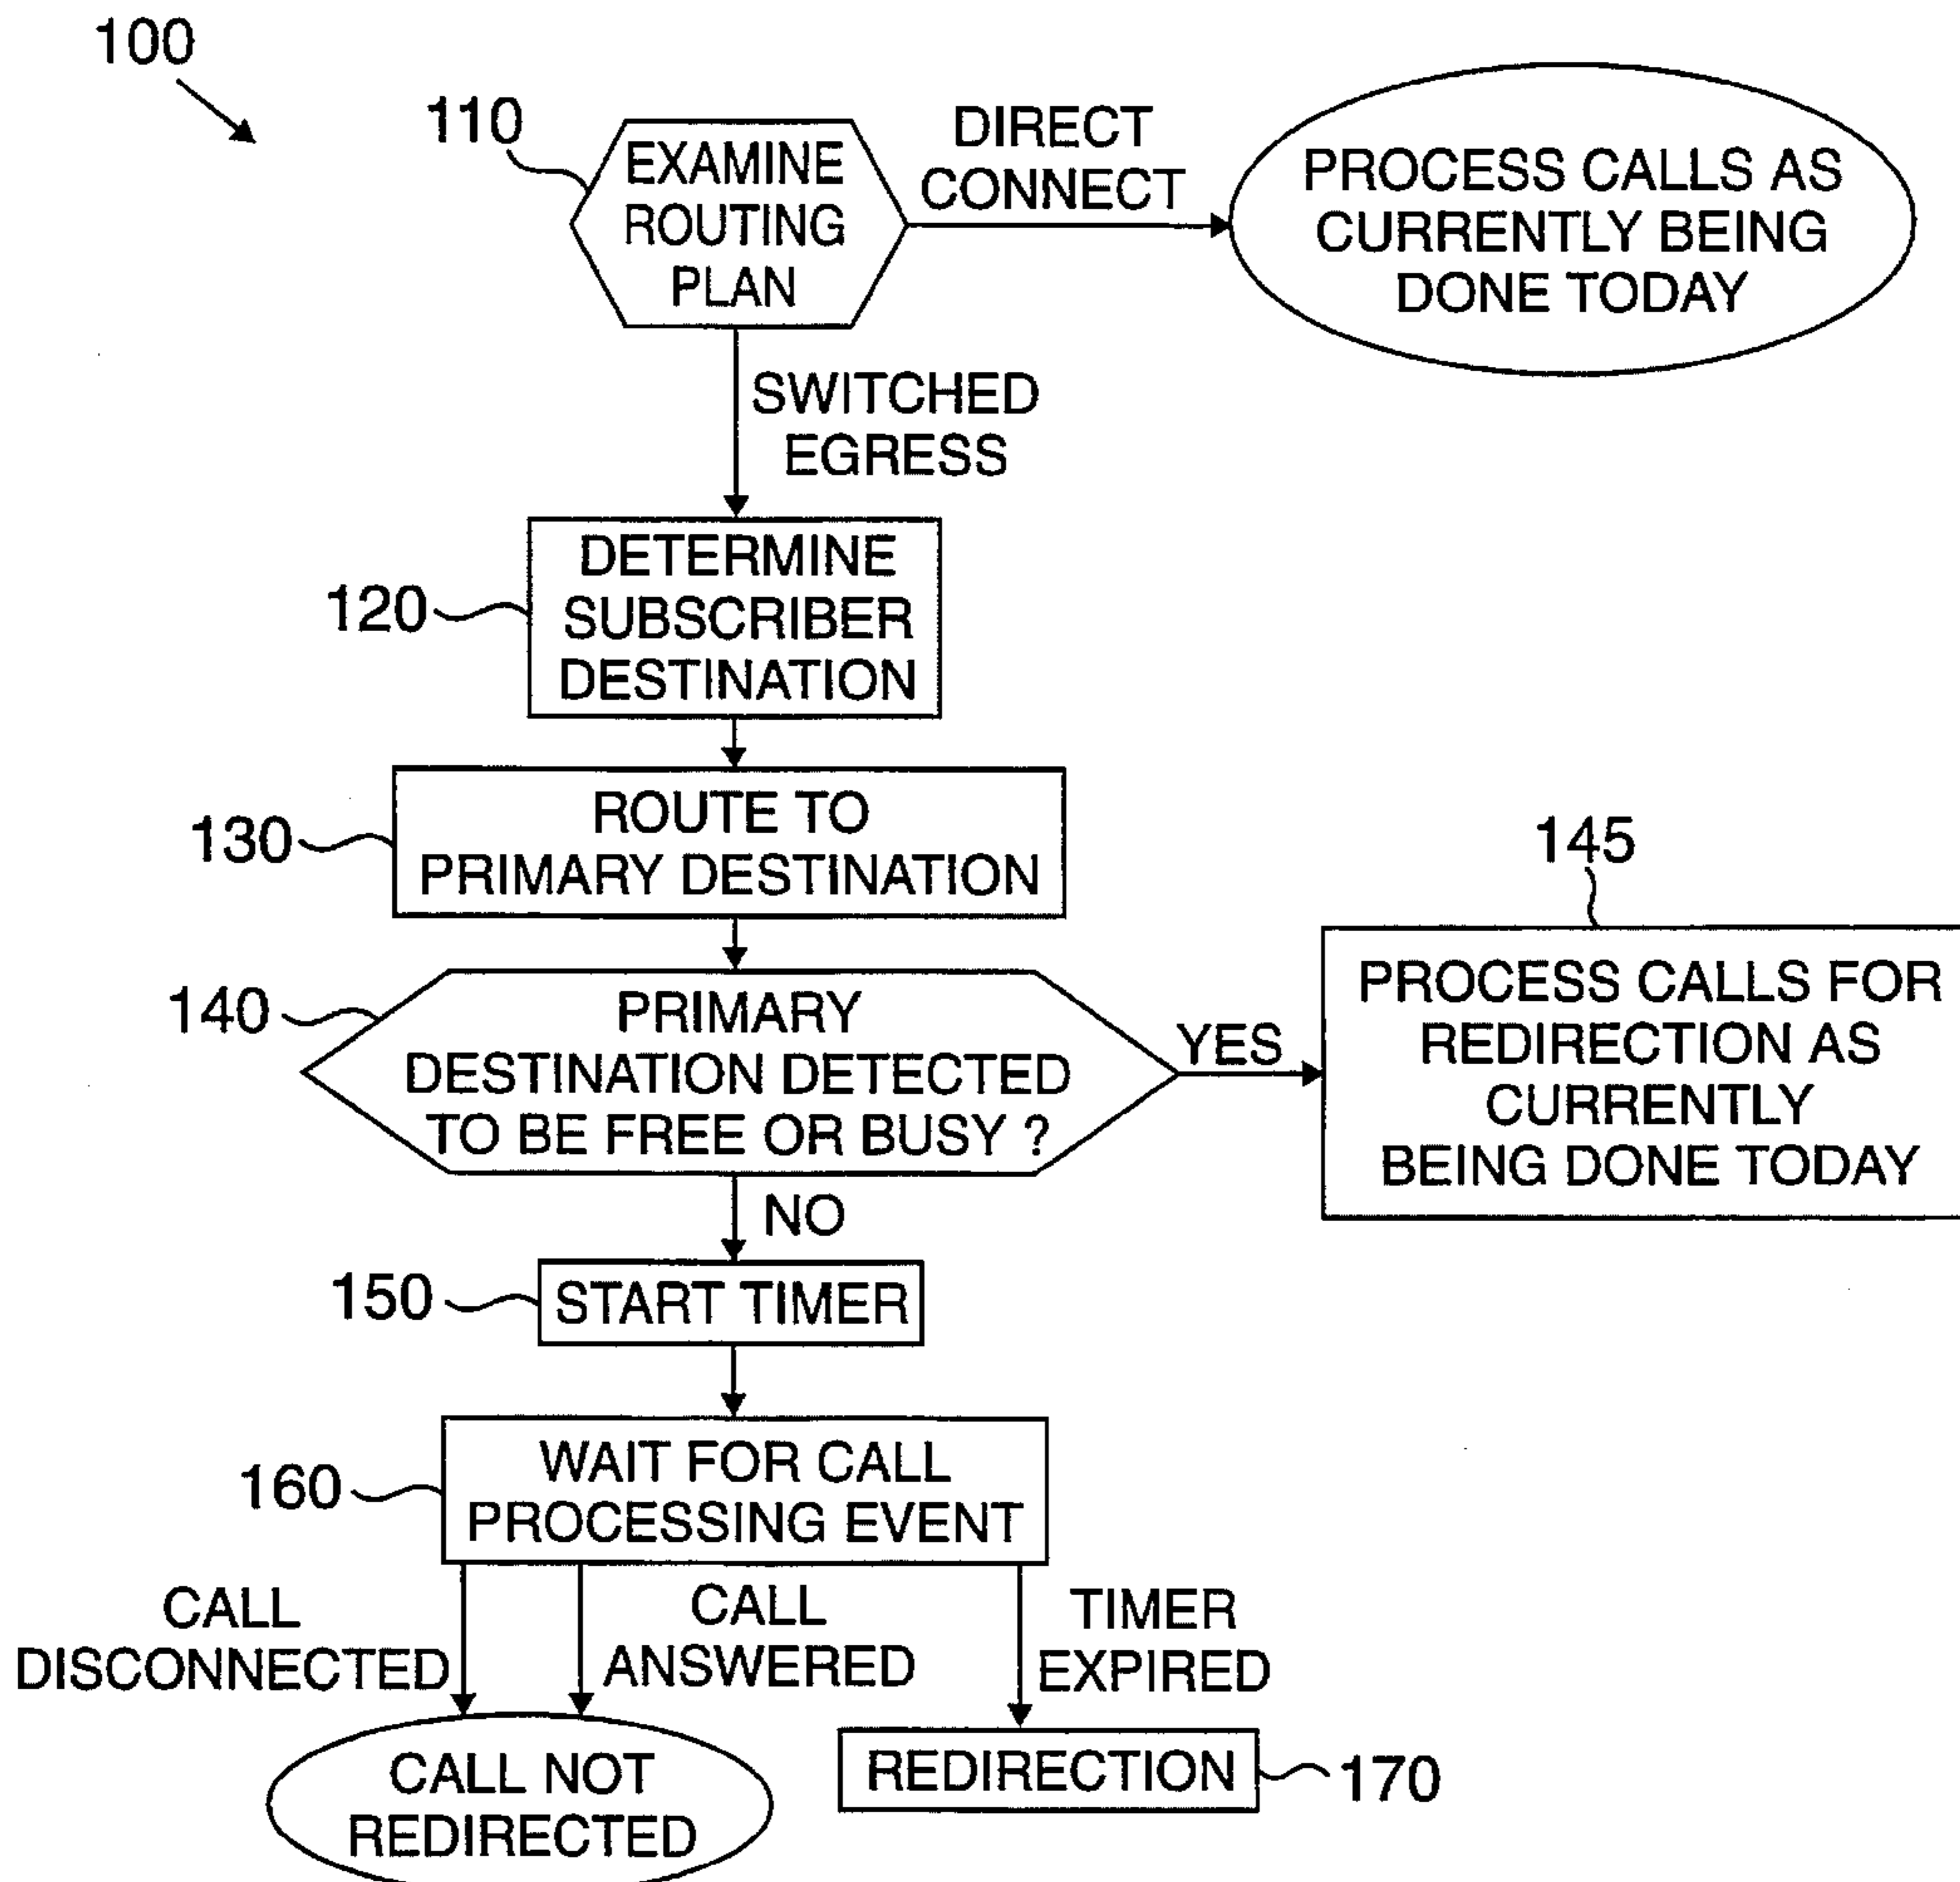 100
110
EXAMINE
ROUTING
PLAN
DIRECT
CONNECT
PROCESS CALLS AS
CURRENTLY BEING
DONE TODAY
SWITCHED
EGRESS
120
DETERMINE
SUBSCRIBER
DESTINATION
130
ROUTE TO
PRIMARY DESTINATION
140
PRIMARY
DESTINATION DETECTED
TO BE FREE OR BUSY ?
YES
145
PROCESS CALLS FOR
REDIRECTION AS
CURRENTLY
BEING DONE TODAY
NO
150
START TIMER
160
WAIT FOR CALL
PROCESSING EVENT
CALL
DISCONNECTED
CALL
ANSWERED
TIMER
EXPIRED
CALL NOT
REDIRECTED
REDIRECTION
170